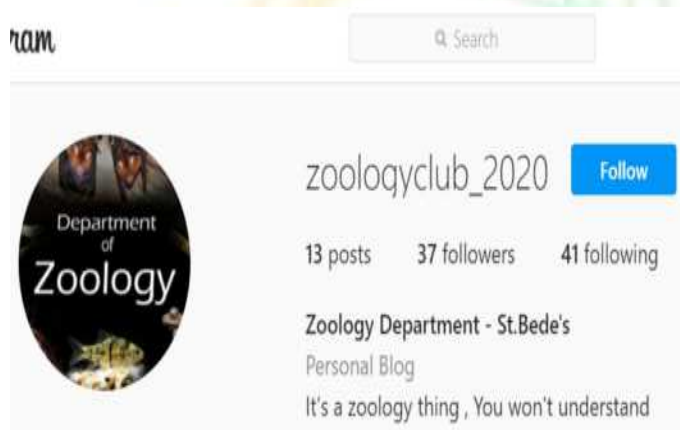 ram
Search
Department
of
Zoology
zoologyclub_2020
Follow
13 posts 37 followers 41 following
Zoology Department - St.Bede's
Personal Blog
It's a zoology thing , You won't understand